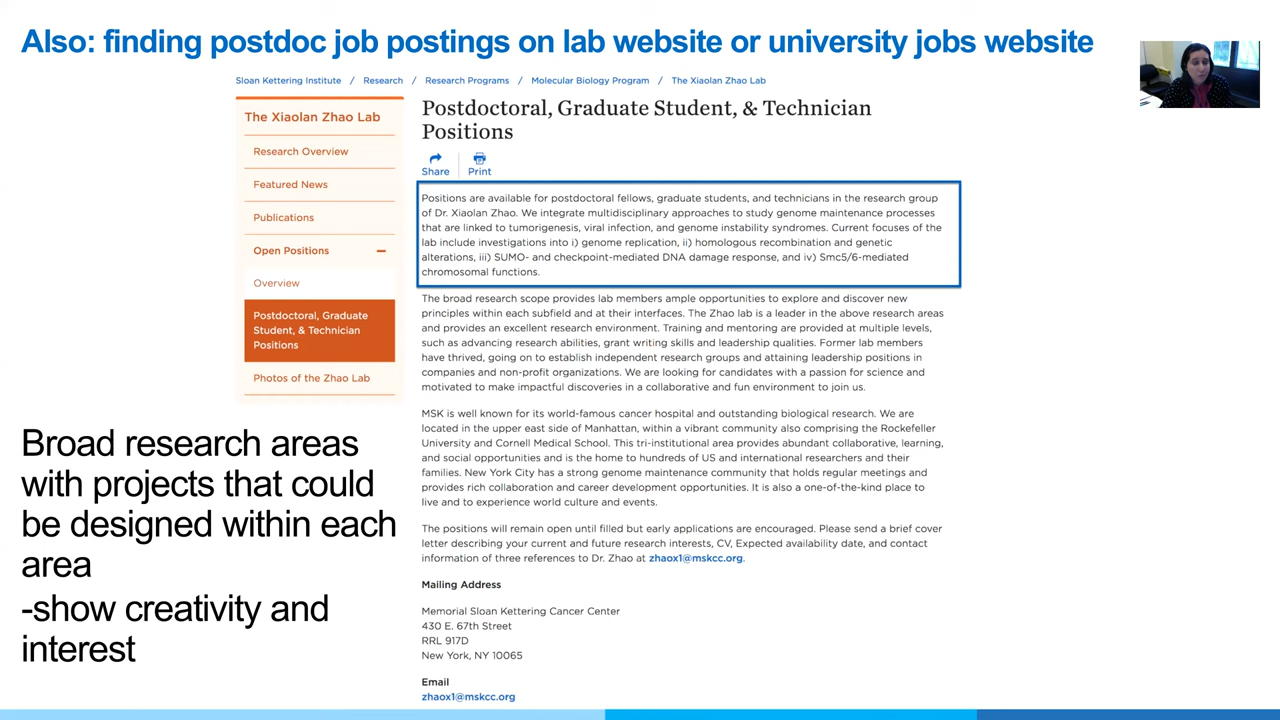 Also: finding postdoc job postings on lab website or university jobs website
Sloan Kettering Institute / Research / Research Programs / Molecular Biology Program / The Xiaolan Zhao Lab
The Xiaolan Zhao Lab
Research Overview
Featured News
Publications
Open Positions −
Overview
Postdoctoral, Graduate
Student, & Technician
Positions
Photos of the Zhao Lab
Postdoctoral, Graduate Student, & Technician
Positions
Share Print
Positions are available for postdoctoral fellows, graduate students, and technicians in the research group
of Dr. Xiaolan Zhao. We integrate multidisciplinary approaches to study genome maintenance processes
that are linked to tumorigenesis, viral infection, and genome instability syndromes. Current focuses of the
lab include investigations into i) genome replication, ii) homologous recombination and genetic
alterations, iii) SUMO- and checkpoint-mediated DNA damage response, and iv) Smc5/6-mediated
chromosomal functions.
The broad research scope provides lab members ample opportunities to explore and discover new
principles within each subfield and at their interfaces. The Zhao lab is a leader in the above research areas
and provides an excellent research environment. Training and mentoring are provided at multiple levels,
such as advancing research abilities, grant writing skills and leadership qualities. Former lab members
have thrived, going on to establish independent research groups and attaining leadership positions in
companies and non-profit organizations. We are looking for candidates with a passion for science and
motivated to make impactful discoveries in a collaborative and fun environment to join us.
MSK is well known for its world-famous cancer hospital and outstanding biological research. We are
located in the upper east side of Manhattan, within a vibrant community also comprising the Rockefeller
University and Cornell Medical School. This tri-institutional area provides abundant collaborative, learning,
and social opportunities and is the home to hundreds of US and international researchers and their
families. New York City has a strong genome maintenance community that holds regular meetings and
provides rich collaboration and career development opportunities. It is also a one-of-the-kind place to
live and to experience world culture and events.
The positions will remain open until filled but early applications are encouraged. Please send a brief cover
letter describing your current and future research interests, CV, Expected availability date, and contact
information of three references to Dr. Zhao at zhaox1@mskcc.org.
Mailing Address
Memorial Sloan Kettering Cancer Center
430 E. 67th Street
RRL 917D
New York, NY 10065
Email
zhaox1@mskcc.org
Broad research areas
with projects that could
be designed within each
area
-show creativity and
interest